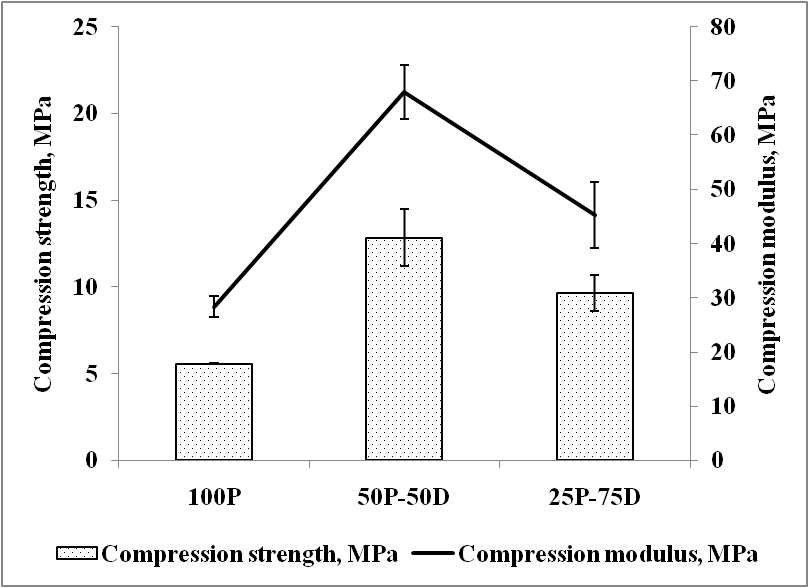 25
20
15
10
5
0
Compression strength, MPa
80
70
60
50
40
30
20
10
0
Compression modulus, MPa
100P
50P-50D
25P-75D
Compression strength, MPa
Compression modulus, MPa